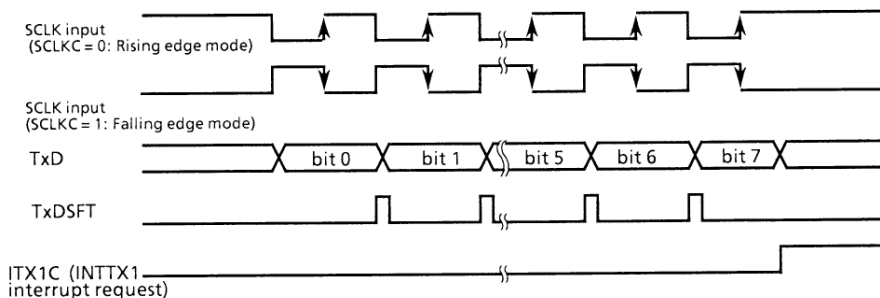 SCLK input
(SCLKC = 0: Rising edge mode)
SCLK input
(SCLKC = 1: Falling edge mode)
TxD
bit 0 bit 1 bit 5 bit 6 bit 7
TxDSFT
ITX1C (INTTX1
interrupt request)